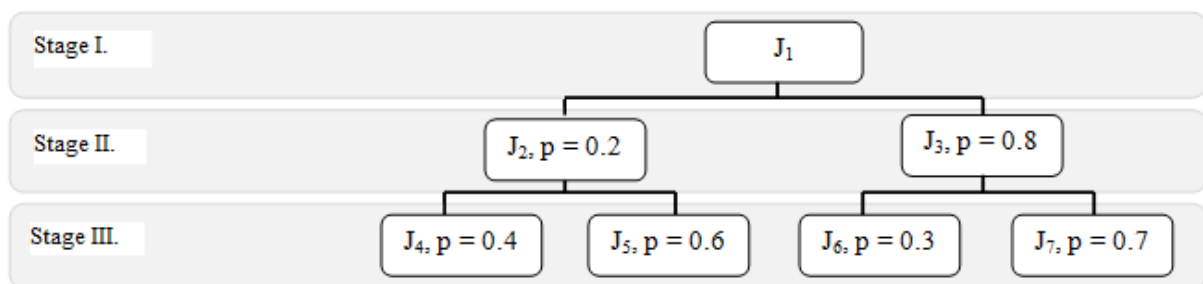 Stage I.
J₁
Stage II.
J₂, p = 0.2
J₃, p = 0.8
Stage III.
J₄, p = 0.4
J₅, p = 0.6
J₆, p = 0.3
J₇, p = 0.7